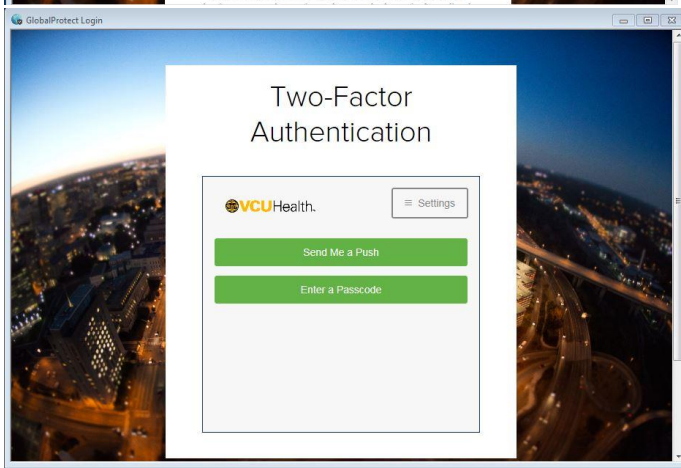 GlobalProtect Login
Two-Factor
Authentication
VCUHealth.
Settings
Send Me a Push
Enter a Passcode